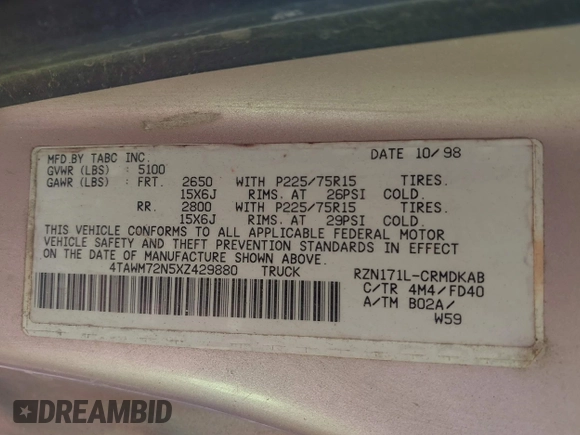 MFD.BY TABC INC. DATE 10/98
GVWR (LBS) : 5100
GAWR (LBS) : FRT. 2650 WITH P225/75R15 TIRES.
15X6J RIMS. AT 26PSI COLD.
RR. 2800 WITH P225/75R15 TIRES.
15X6J RIMS. AT 29PSI COLD.
THIS VEHICLE CONFORMS TO ALL APPLICABLE FEDERAL MOTOR
VEHICLE SAFETY AND THEFT PREVENTION STANDARDS IN EFFECT
ON THE DATE OF MANUFACTURE SHOWN ABOVE.
4TAWM72N5XZ429880 TRUCK RZN171L-CRMDKAB
C/TR 4M4/FD40
A/TM B02A/
W59
DREAMBID